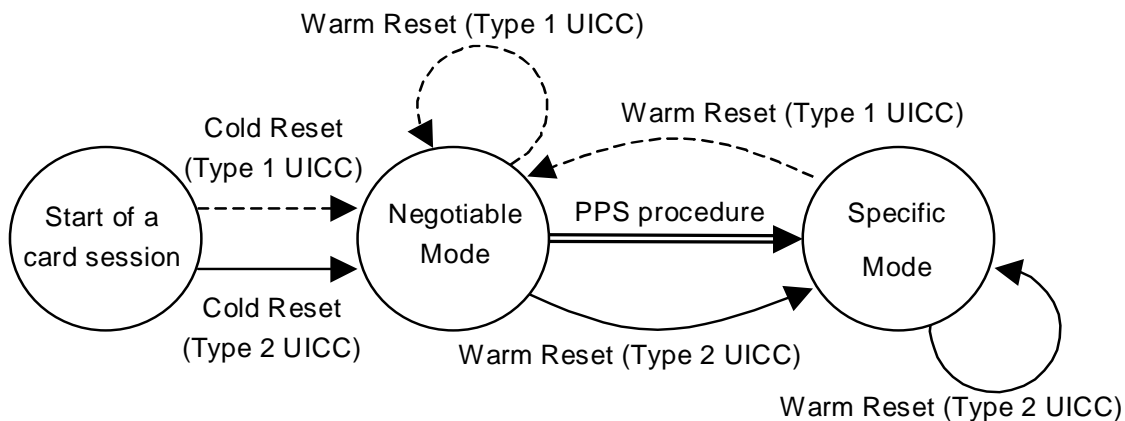 Warm Reset (Type 1 UICC)
Warm Reset (Type 1 UICC)
Cold Reset
(Type 1 UICC)
Start of a
card session
Negotiable
Mode
PPS procedure
Specific
Mode
Cold Reset
(Type 2 UICC)
Warm Reset (Type 2 UICC)
Warm Reset (Type 2 UICC)